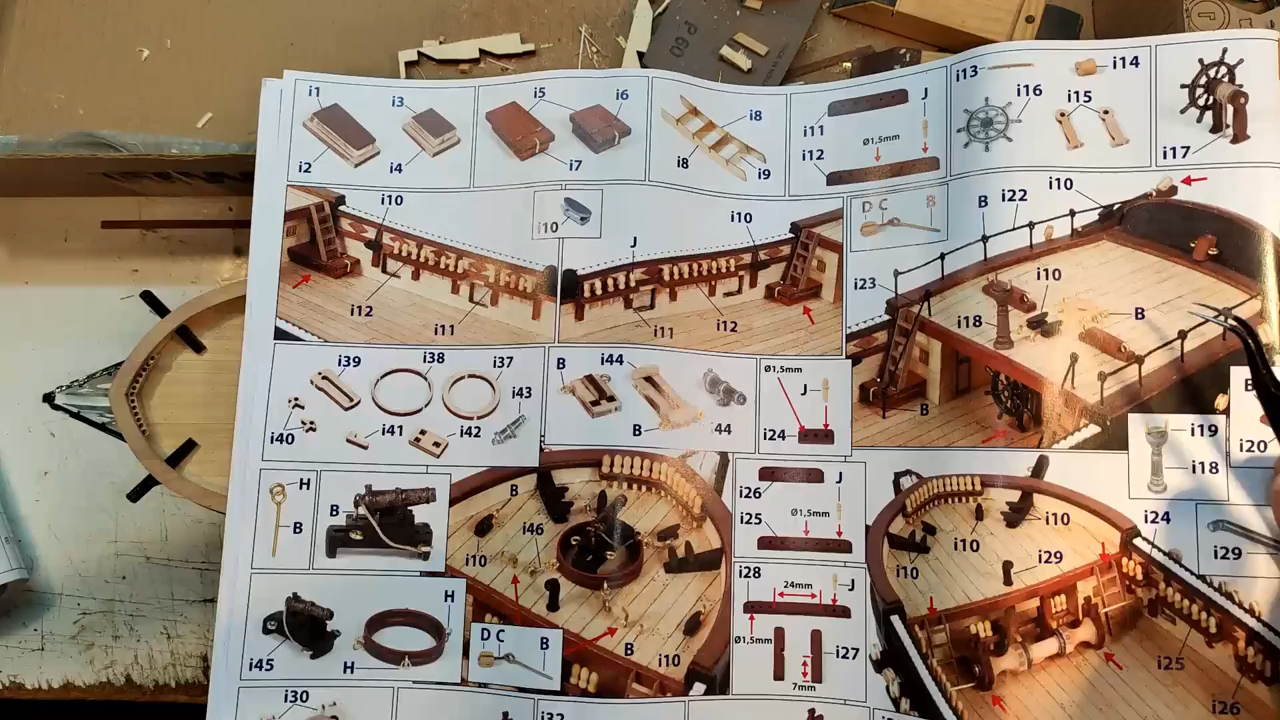 P 60
i1
i2
i3
i4
i5
i6
i7
i8
i8
i9
i11
i12
Ø1,5mm
J
i13
i14
i16
i15
i17
i10
i12
i11
i10
J
i10
i11
i12
D C B
B
i22
i10
i23
i10
i18
B
B
i39
i38
i37
i43
i40
i41
i42
B
i44
B
44
Ø1,5mm
J
i24
i19
i18
i20
H
B
B
B
i46
i10
B
i10
i26
J
i25
Ø1,5mm
i10
i10
i10
i29
i24
i29
i25
i26
H
i45
H
D C B
i28
24mm
J
Ø1,5mm
i27
7mm
i30
i32